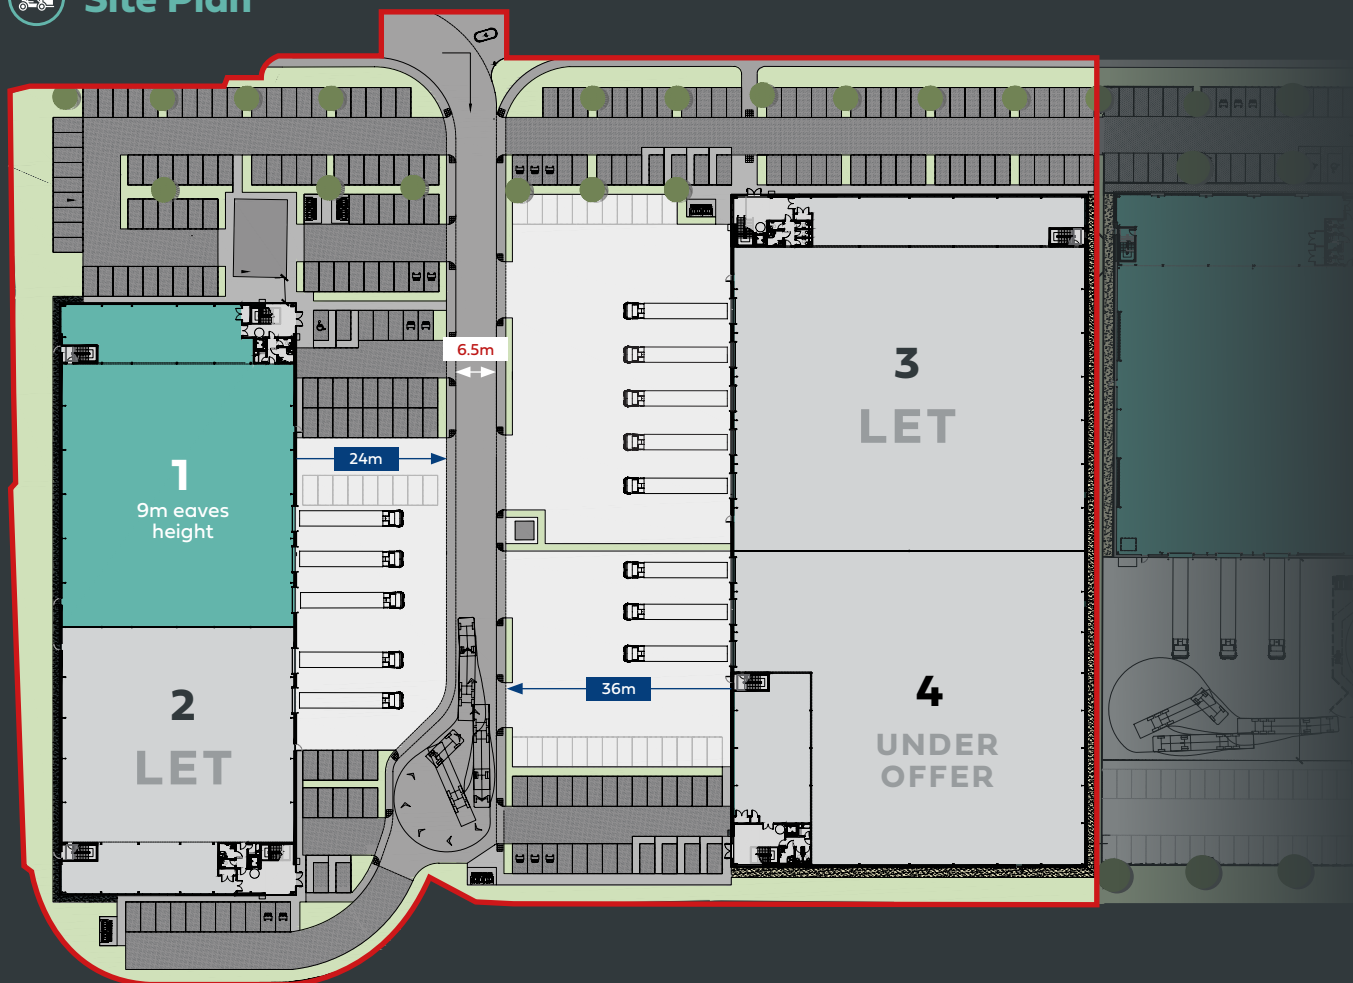 Site Plan
6.5m
3
LET
24m
1
9m eaves
height
36m
4
2
UNDER
OFFER
LET